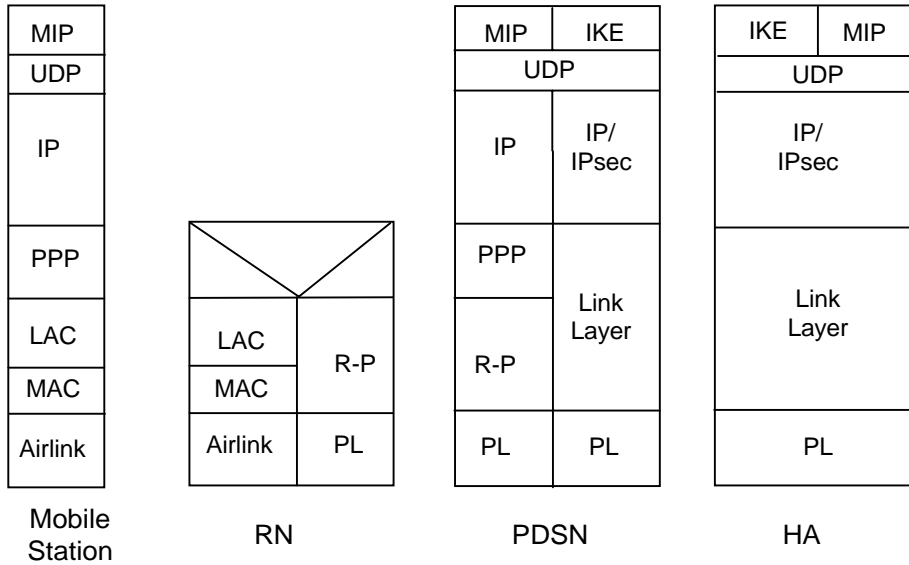 MIP
UDP
IP
PPP
LAC
MAC
Airlink
Mobile
Station
LAC
MAC
Airlink
R-P
PL
RN
MIP
IKE
UDP
IP
IP/
IPsec
PPP
R-P
Link
Layer
PL
PL
PDSN
IKE
MIP
UDP
IP/
IPsec
Link
Layer
PL
HA